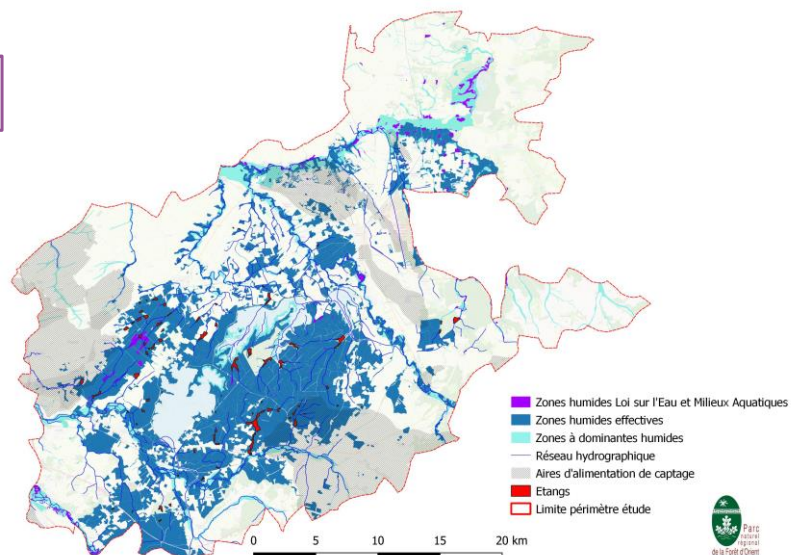 Zones humides Loi sur l'Eau et Milieux Aquatiques
Zones humides effectives
Zones à dominantes humides
Réseau hydrographique
Aires d'alimentation de captage
Etangs
Limite périmètre étude
0 5 10 15 20 km
Parc
naturel
régional
de la Forêt d'Orient